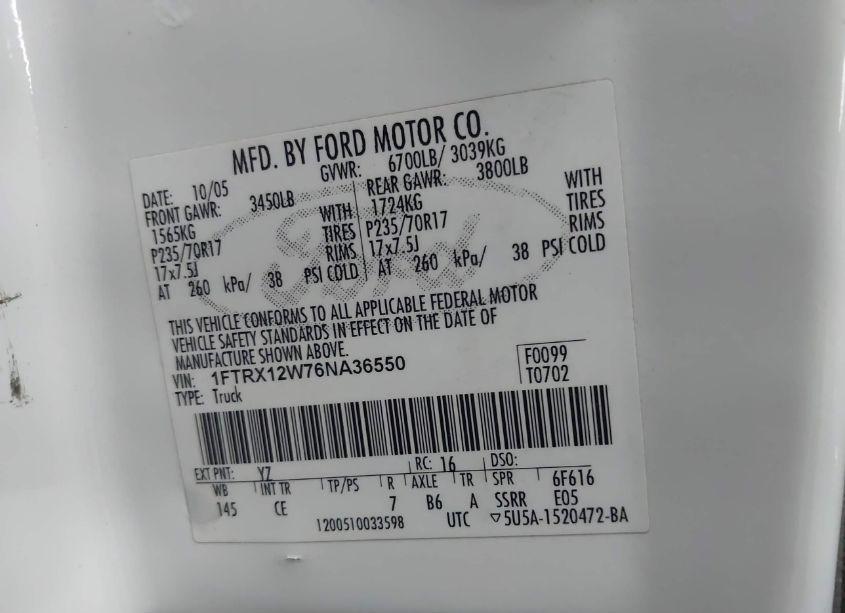 MFD. BY FORD MOTOR CO.
DATE: 10/05 GVWR: 6700LB/ 3039KG
FRONT GAWR: 3450LB REAR GAWR: 3800LB
1565KG WITH 1724KG WITH
P235/70R17 TIRES P235/70R17 TIRES
17x7.5J RIMS 17x7.5J RIMS
AT 260 kPa/ 38 PSI COLD AT 260 kPa/ 38 PSI COLD
THIS VEHICLE CONFORMS TO ALL APPLICABLE FEDERAL MOTOR
VEHICLE SAFETY STANDARDS IN EFFECT ON THE DATE OF
MANUFACTURE SHOWN ABOVE.
VIN: 1FTRX12W76NA36550 F0099
TYPE: Truck T0702
EXT PNT: YZ RC: 16 DSO:
WB INT TR TP/PS R AXLE TR SPR 6F616
145 CE 7 B6 A SSRR E05
1200510033598 UTC ▽5U5A-1520472-BA
Ford